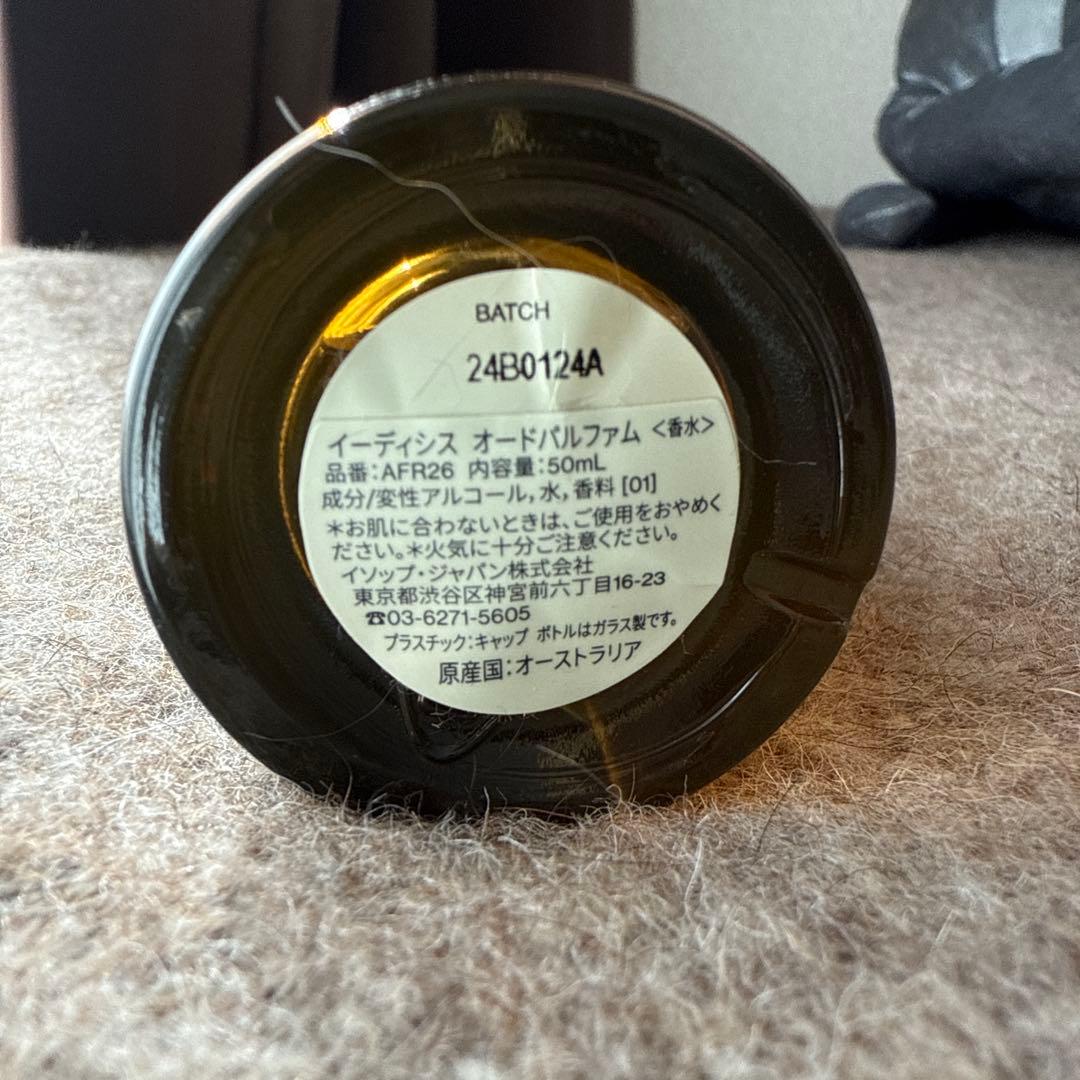 BATCH
24B0124A
イーディシス オードパルファム <香水>
品番:AFR26 内容量:50mL
成分/変性アルコール,水,香料 [01]
*お肌に合わないときは、ご使用をおやめく
ださい。*火気に十分ご注意ください。
イソップ・ジャパン株式会社
東京都渋谷区神宮前六丁目16-23
☎03-6271-5605
プラスチック:キャップ ボトルはガラス製です。
原産国:オーストラリア